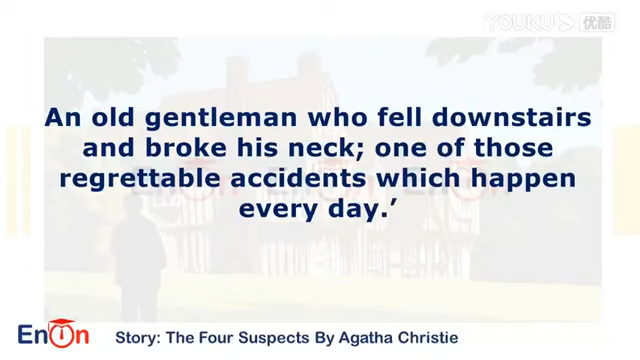 YOUKU 优酷
An old gentleman who fell downstairs
and broke his neck; one of those
regrettable accidents which happen
every day.’
EnOn
Story: The Four Suspects By Agatha Christie